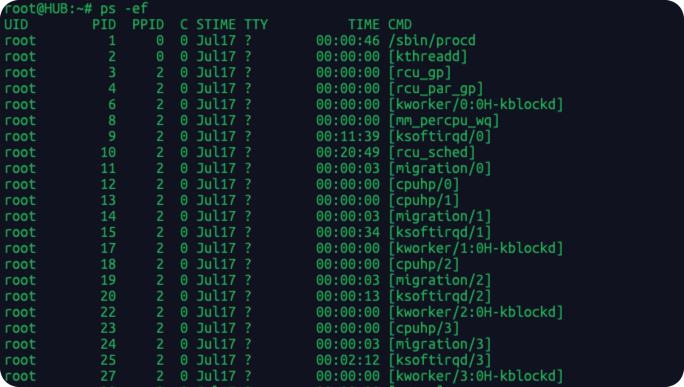 root@HUB:~# ps -ef
UID PID PPID C STIME TTY TIME CMD
root 1 0 0 Jul17 ? 00:00:46 /sbin/procd
root 2 0 0 Jul17 ? 00:00:00 [kthreadd]
root 3 2 0 Jul17 ? 00:00:00 [rcu_gp]
root 4 2 0 Jul17 ? 00:00:00 [rcu_par_gp]
root 6 2 0 Jul17 ? 00:00:00 [kworker/0:0H-kblockd]
root 8 2 0 Jul17 ? 00:00:00 [mm_percpu_wq]
root 9 2 0 Jul17 ? 00:11:39 [ksoftirqd/0]
root 10 2 0 Jul17 ? 00:20:49 [rcu_sched]
root 11 2 0 Jul17 ? 00:00:03 [migration/0]
root 12 2 0 Jul17 ? 00:00:00 [cpuhp/0]
root 13 2 0 Jul17 ? 00:00:00 [cpuhp/1]
root 14 2 0 Jul17 ? 00:00:03 [migration/1]
root 15 2 0 Jul17 ? 00:00:34 [ksoftirqd/1]
root 17 2 0 Jul17 ? 00:00:00 [kworker/1:0H-kblockd]
root 18 2 0 Jul17 ? 00:00:00 [cpuhp/2]
root 19 2 0 Jul17 ? 00:00:03 [migration/2]
root 20 2 0 Jul17 ? 00:00:13 [ksoftirqd/2]
root 22 2 0 Jul17 ? 00:00:00 [kworker/2:0H-kblockd]
root 23 2 0 Jul17 ? 00:00:00 [cpuhp/3]
root 24 2 0 Jul17 ? 00:00:03 [migration/3]
root 25 2 0 Jul17 ? 00:02:12 [ksoftirqd/3]
root 27 2 0 Jul17 ? 00:00:00 [kworker/3:0H-kblockd]